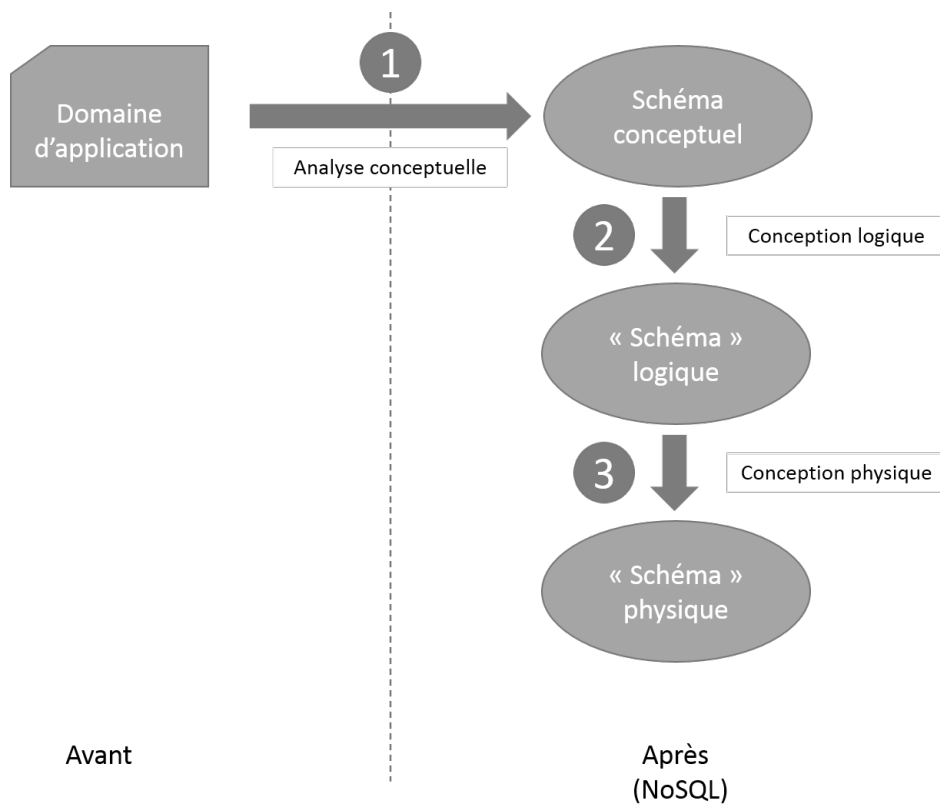 1
Domaine
d'application
Schéma
conceptuel
Analyse conceptuelle
2
Conception logique
« Schéma »
logique
3
Conception physique
« Schéma »
physique
Avant
Après
(NoSQL)